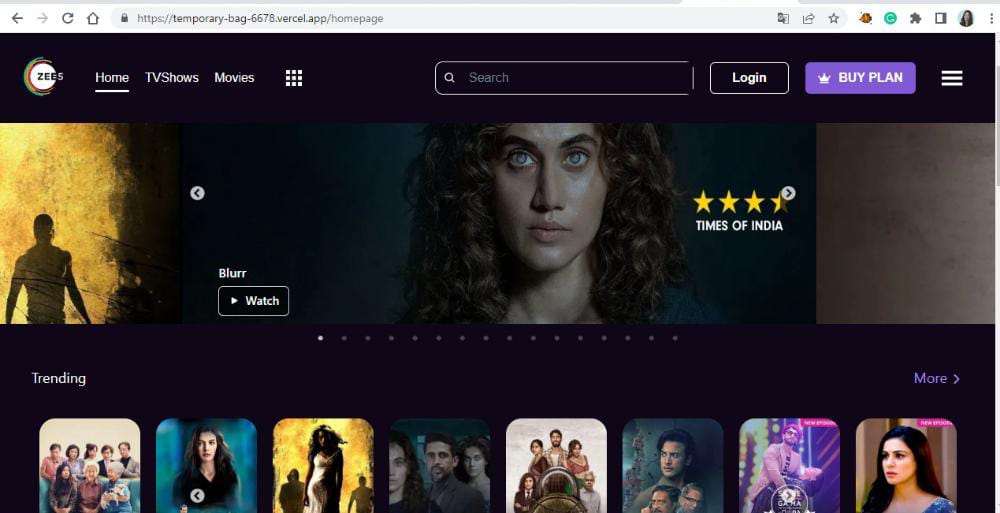 https://temporary-bag-6678.vercel.app/homepage
ZEE5
Home
TVShows
Movies
Search
Login
BUY PLAN
TIMES OF INDIA
Blurr
Watch
Trending
More
NEW EPISODE
NEW EPISODE